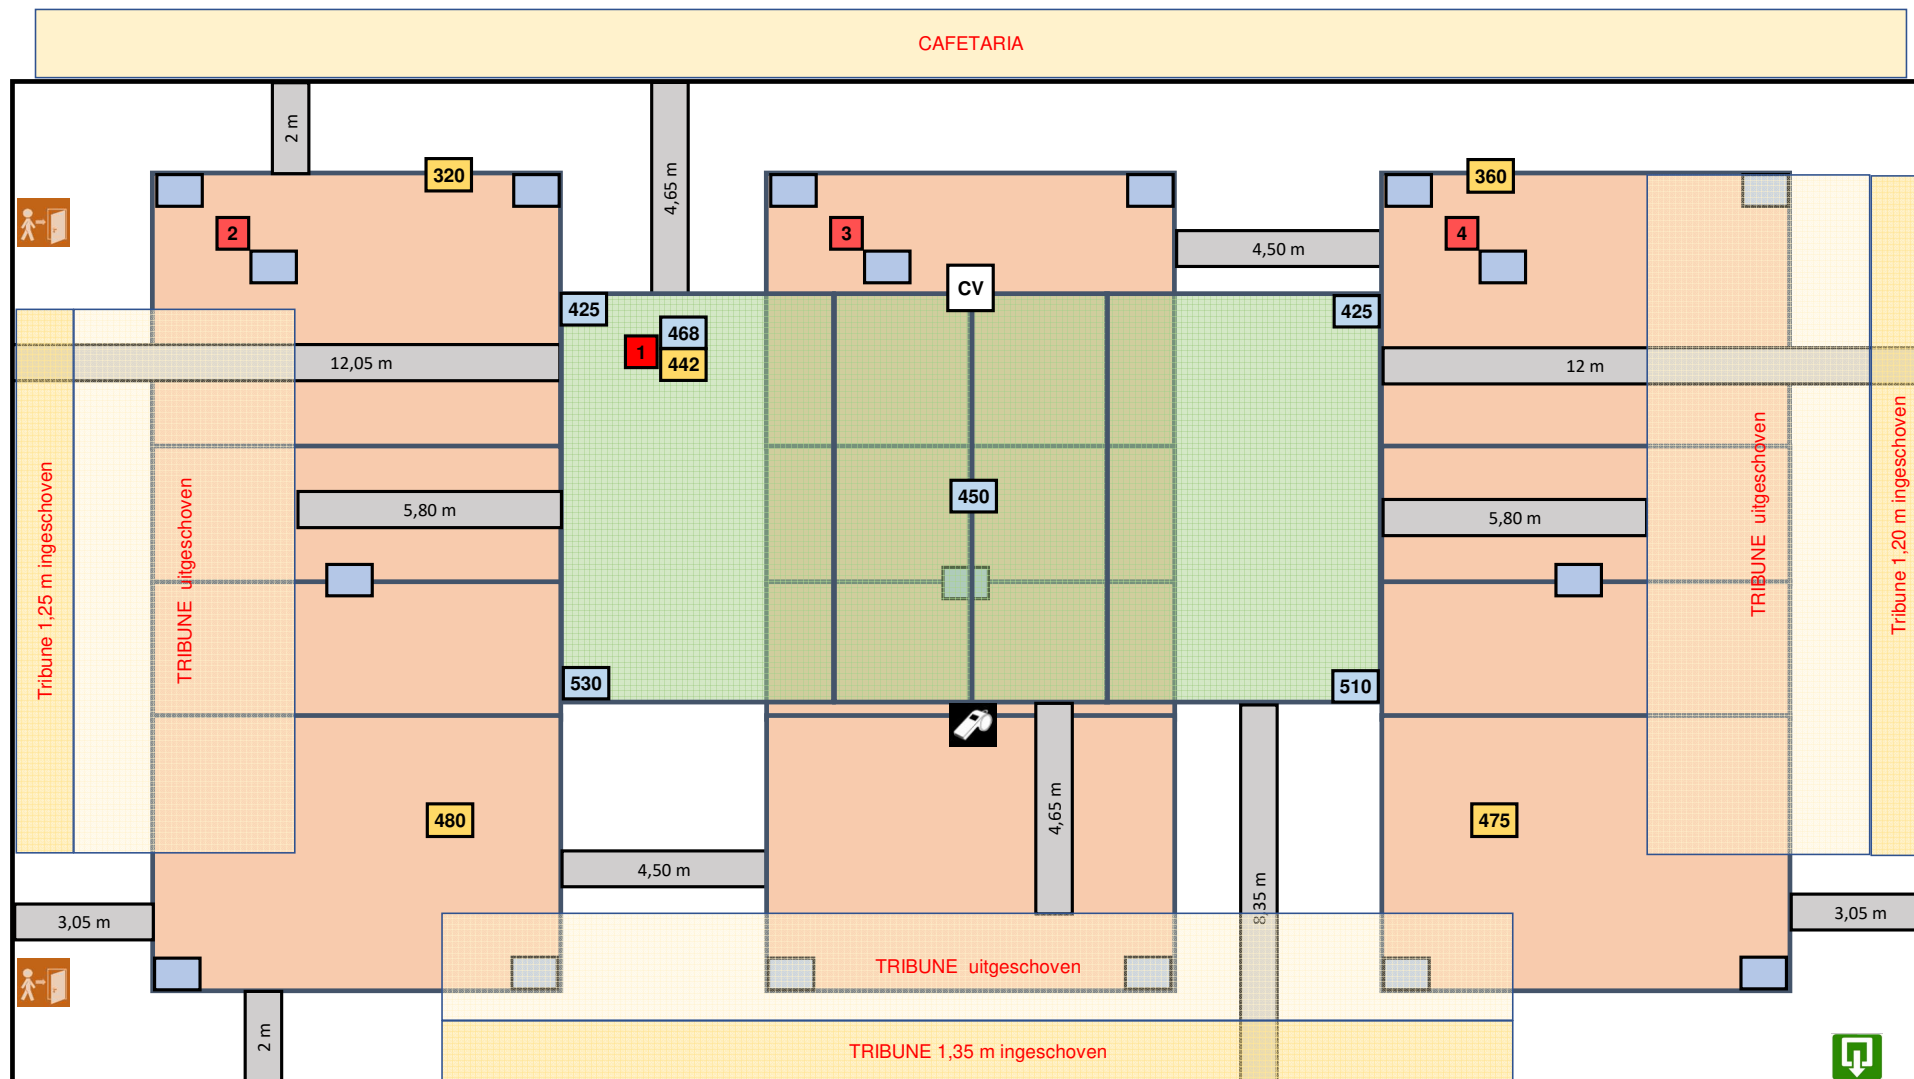 CAFETARIA
2 m
4,65 m
320
360
2
3
4
4,50 m
CV
425
425
468
1
442
12,05 m
12 m
450
5,80 m
5,80 m
Tribune 1,25 m ingeschoven
TRIBUNE uitgeschoven
TRIBUNE uitgeschoven
Tribune 1,20 m ingeschoven
530
510
4,65 m
480
475
4,50 m
8,35 m
3,05 m
3,05 m
TRIBUNE uitgeschoven
2 m
TRIBUNE 1,35 m ingeschoven